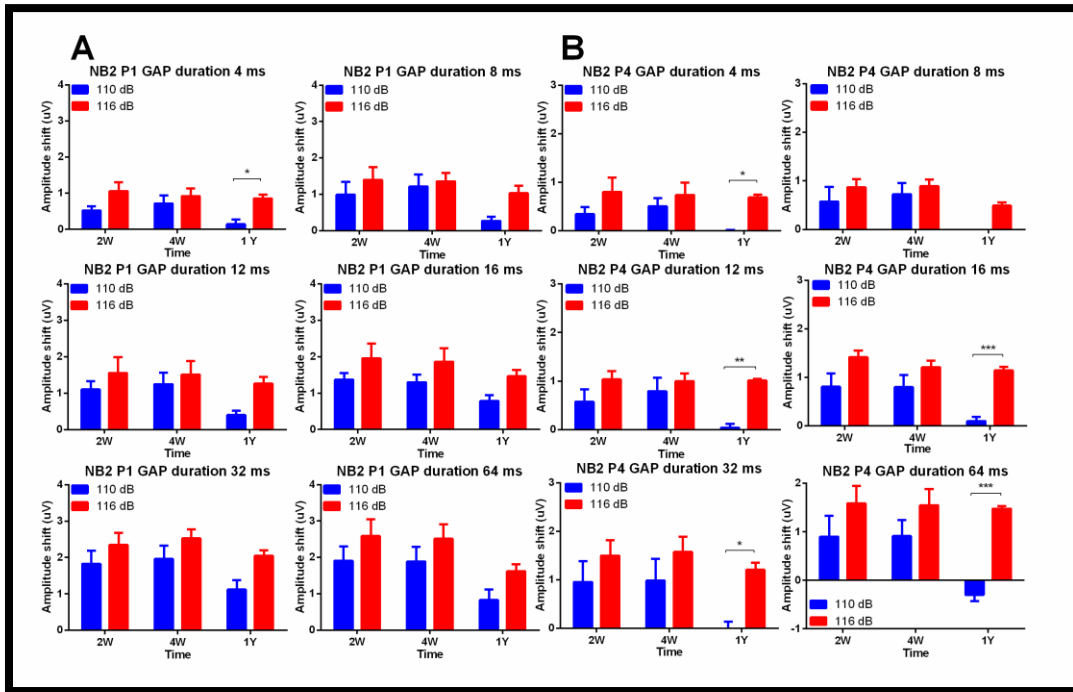 A
B
NB2 P1 GAP duration 4 ms
110 dB
116 dB
Amplitude shift (uV)
4
3
2
1
0
*
2W 4W 1 Y
Time
NB2 P1 GAP duration 8 ms
110 dB
116 dB
Amplitude shift (uV)
4
3
2
1
0
2W 4W 1 Y
Time
NB2 P4 GAP duration 4 ms
110 dB
116 dB
Amplitude shift (uV)
3
2
1
0
*
2W 4W 1Y
Time
NB2 P4 GAP duration 8 ms
110 dB
116 dB
Amplitude shift (uV)
3
2
1
0
2W 4W 1Y
Time
NB2 P1 GAP duration 12 ms
110 dB
116 dB
Amplitude shift (uV)
4
3
2
1
0
2W 4W 1Y
Time
NB2 P1 GAP duration 16 ms
110 dB
116 dB
Amplitude shift (uV)
4
3
2
1
0
2W 4W 1Y
Time
NB2 P4 GAP duration 12 ms
110 dB
116 dB
Amplitude shift (uV)
3
2
1
0
**
2W 4W 1Y
Time
NB2 P4 GAP duration 16 ms
110 dB
116 dB
Amplitude shift (uV)
3
2
1
0
***
2W 4W 1Y
Time
NB2 P1 GAP duration 32 ms
110 dB
116 dB
Amplitude shift (uV)
4
3
2
1
0
2W 4W 1Y
Time
NB2 P1 GAP duration 64 ms
110 dB
116 dB
Amplitude shift (uV)
4
3
2
1
0
2W 4W 1Y
Time
NB2 P4 GAP duration 32 ms
110 dB
116 dB
Amplitude shift (uV)
3
2
1
0
*
2W 4W 1Y
Time
NB2 P4 GAP duration 64 ms
Amplitude shift (uV)
2
1
0
-1
***
110 dB
116 dB
2W 4W 1Y
Time